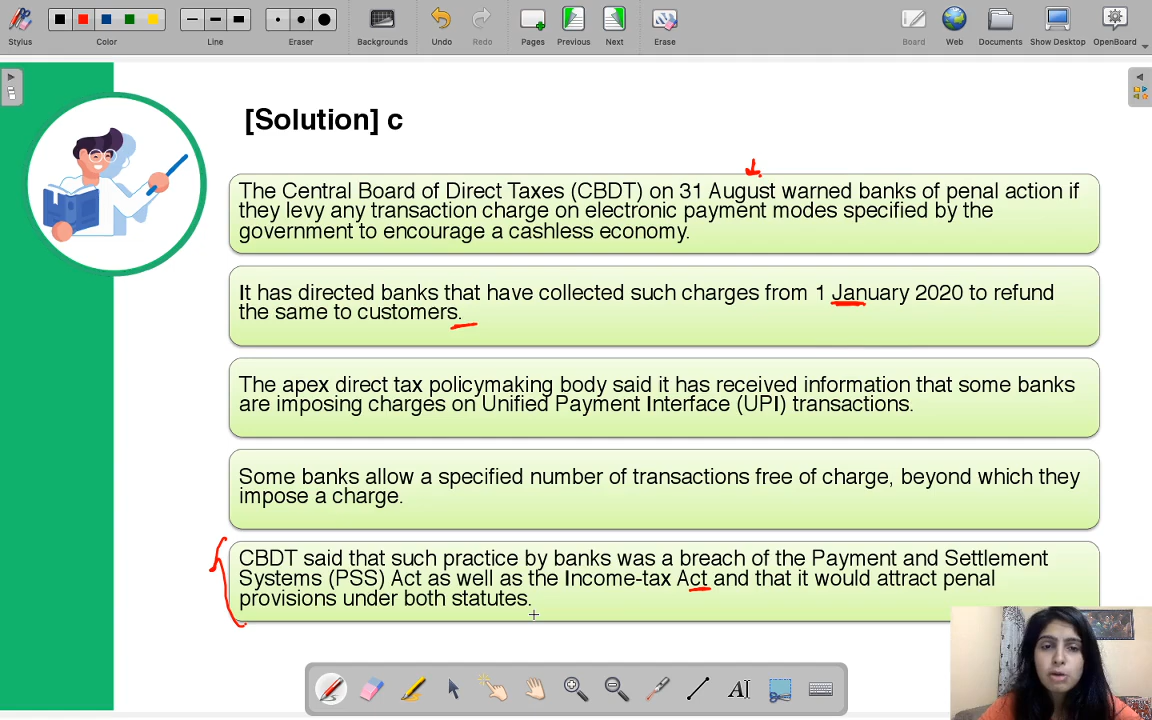 Stylus
Color
Line
Eraser
Backgrounds
Undo
Redo
Pages
Previous
Next
Erase
Board
Web
Documents
Show Desktop
OpenBoard
[Solution] c
The Central Board of Direct Taxes (CBDT) on 31 August warned banks of penal action if
they levy any transaction charge on electronic payment modes specified by the
government to encourage a cashless economy.
It has directed banks that have collected such charges from 1 January 2020 to refund
the same to customers.
The apex direct tax policymaking body said it has received information that some banks
are imposing charges on Unified Payment Interface (UPI) transactions.
Some banks allow a specified number of transactions free of charge, beyond which they
impose a charge.
CBDT said that such practice by banks was a breach of the Payment and Settlement
Systems (PSS) Act as well as the Income-tax Act and that it would attract penal
provisions under both statutes.
AI